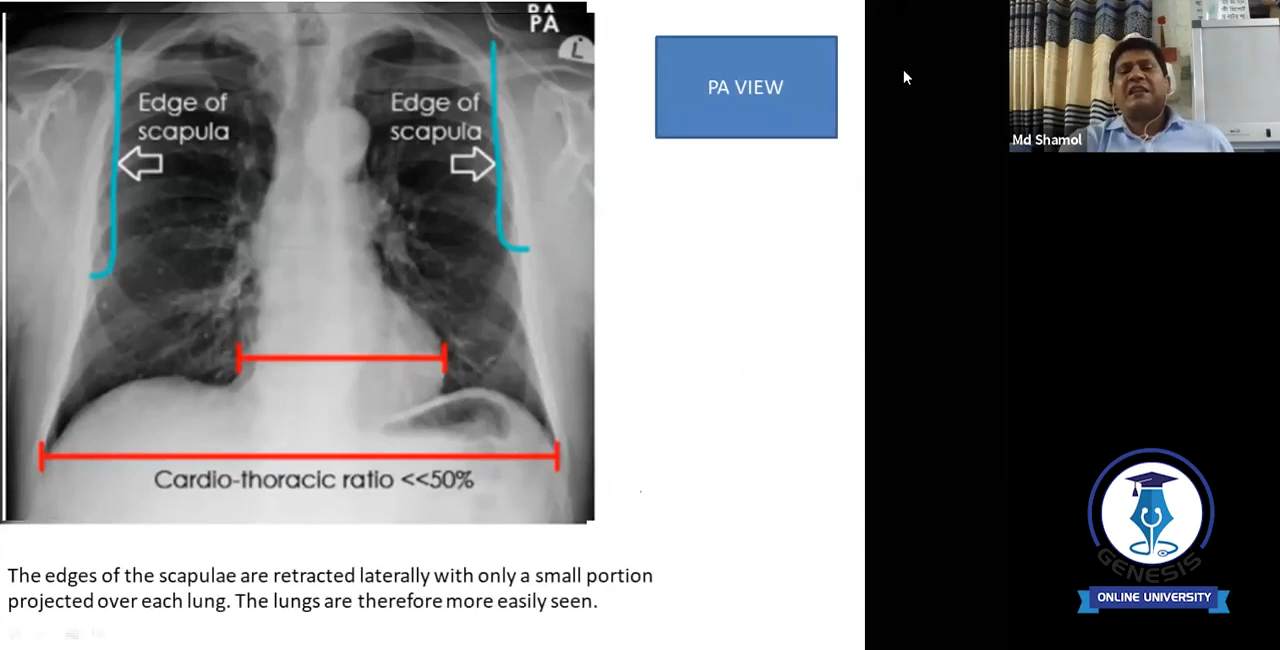 PA
PA
L
Edge of
scapula
Edge of
scapula
Cardio-thoracic ratio <<50%
PA VIEW
The edges of the scapulae are retracted laterally with only a small portion
projected over each lung. The lungs are therefore more easily seen.
Md Shamol
GENESIS
ONLINE UNIVERSITY